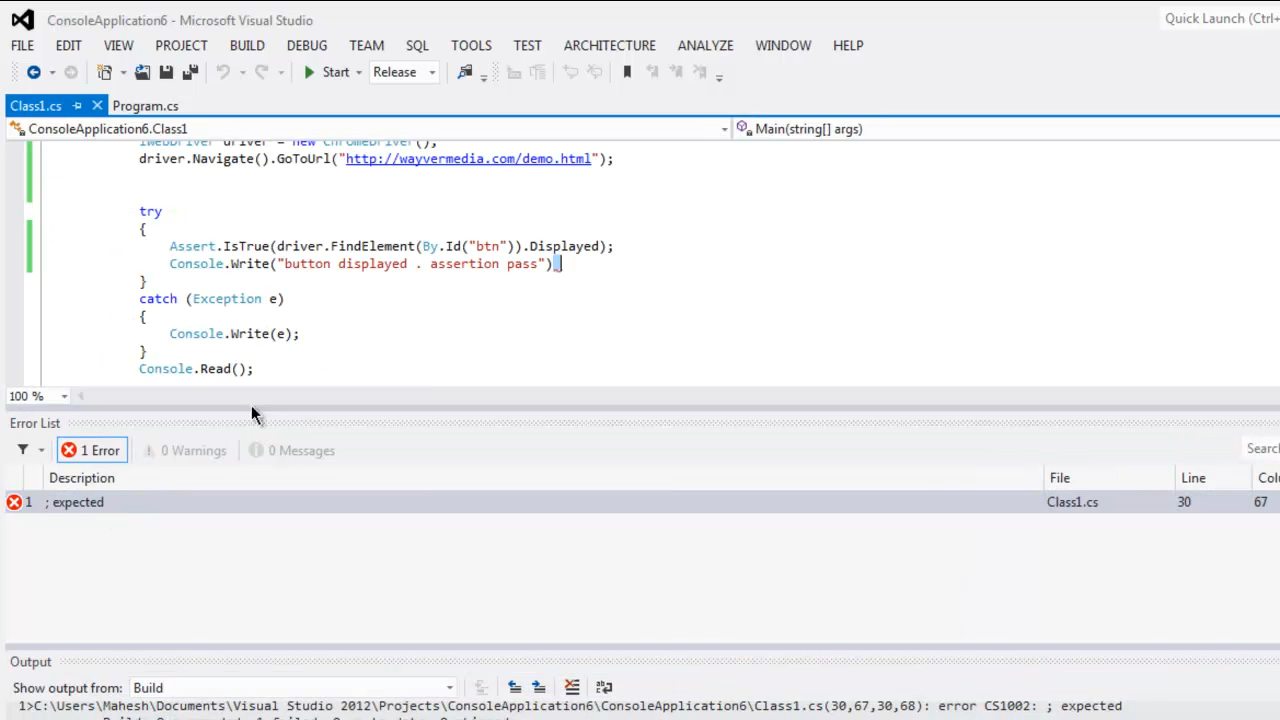 ConsoleApplication6 - Microsoft Visual Studio
Quick Launch (Ctrl+
FILE EDIT VIEW PROJECT BUILD DEBUG TEAM SQL TOOLS TEST ARCHITECTURE ANALYZE WINDOW HELP
Start Release
Class1.cs Program.cs
ConsoleApplication6.Class1 Main(string[] args)
IWebDriver driver = new ChromeDriver();
driver.Navigate().GoToUrl("http://wayvermedia.com/demo.html");
try
{
Assert.IsTrue(driver.FindElement(By.Id("btn")).Displayed);
Console.Write("button displayed . assertion pass")
}
catch (Exception e)
{
Console.Write(e);
}
Console.Read();
100 %
Error List
1 Error 0 Warnings 0 Messages
Searc
Description File Line Colu
1 ; expected Class1.cs 30 67
Output
Show output from: Build
1>C:\Users\Mahesh\Documents\Visual Studio 2012\Projects\ConsoleApplication6\ConsoleApplication6\Class1.cs(30,67,30,68): error CS1002: ; expected